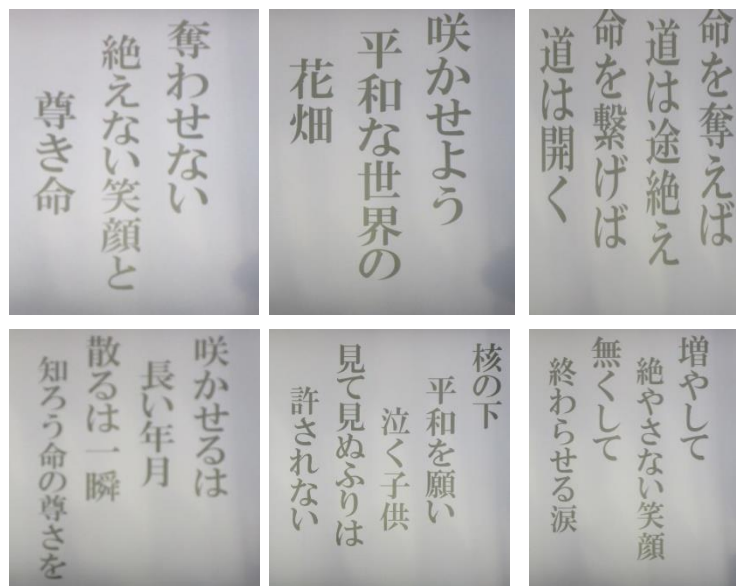 奪わせない
絶えない笑顔と
尊き命
咲かせよう
平和な世界の
花畑
命を奪えば
道は途絶え
命を繋げば
道は開く
咲かせるは
長い年月
散るは一瞬
知ろう命の尊さを
核の下
平和を願い
泣く子供
見て見ぬふりは
許されない
増やして
絶やさない笑顔
無くして
終わらせる涙